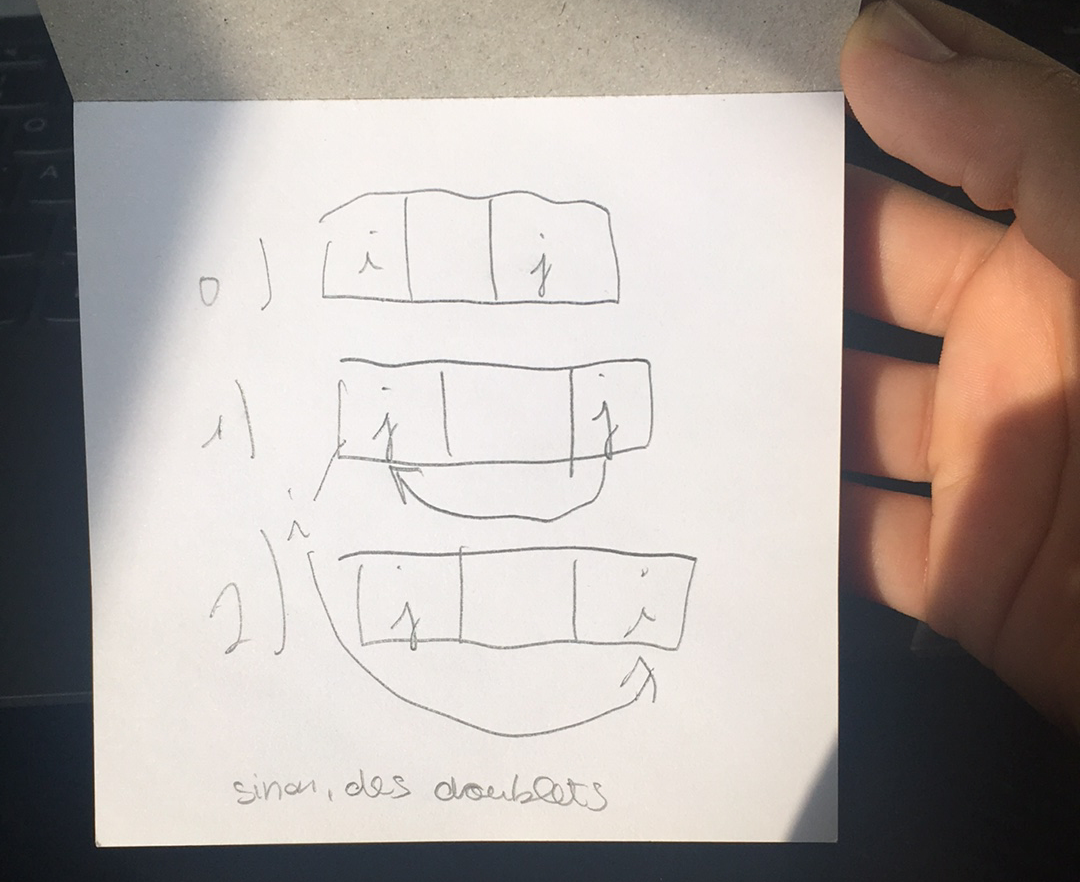 0) i j
1) j j
i
2) j i
sinon, des doublets